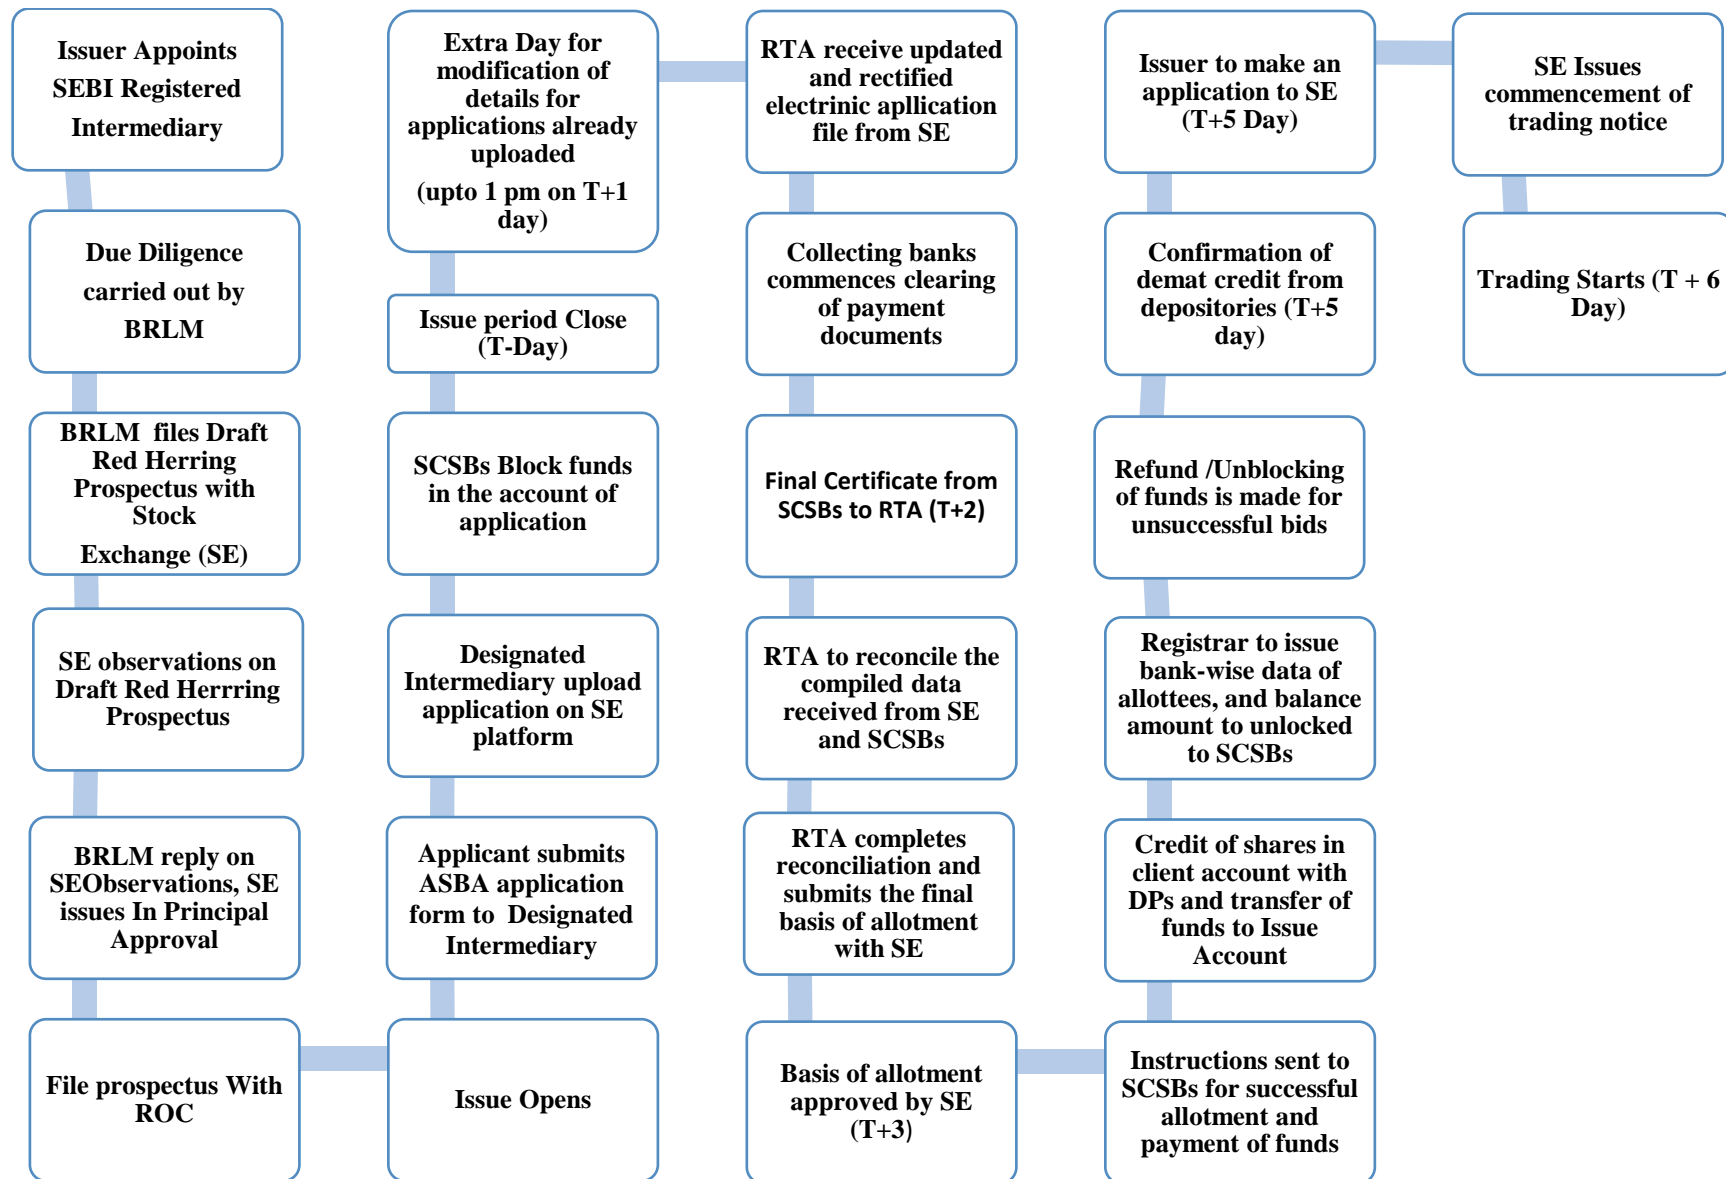 Issuer Appoints
SEBI Registered
Intermediary
Due Diligence
carried out by
BRLM
BRLM files Draft
Red Herring
Prospectus with
Stock
Exchange (SE)
SE observations on
Draft Red Herrring
Prospectus
BRLM reply on
SEObservations, SE
issues In Principal
Approval
File prospectus With
ROC
Issue Opens
Applicant submits
ASBA application
form to Designated
Intermediary
Designated
Intermediary upload
application on SE
platform
SCSBs Block funds
in the account of
application
Issue period Close
(T-Day)
Extra Day for
modification of
details for
applications already
uploaded
(upto 1 pm on T+1
day)
RTA receive updated
and rectified
electrinic apllication
file from SE
Collecting banks
commences clearing
of payment
documents
Final Certificate from
SCSBs to RTA (T+2)
RTA to reconcile the
compiled data
received from SE
and SCSBs
RTA completes
reconciliation and
submits the final
basis of allotment
with SE
Basis of allotment
approved by SE
(T+3)
Instructions sent to
SCSBs for successful
allotment and
payment of funds
Credit of shares in
client account with
DPs and transfer of
funds to Issue
Account
Registrar to issue
bank-wise data of
allottees, and balance
amount to unlocked
to SCSBs
Refund /Unblocking
of funds is made for
unsuccessful bids
Confirmation of
demat credit from
depositories (T+5
day)
Issuer to make an
application to SE
(T+5 Day)
SE Issues
commencement of
trading notice
Trading Starts (T + 6
Day)